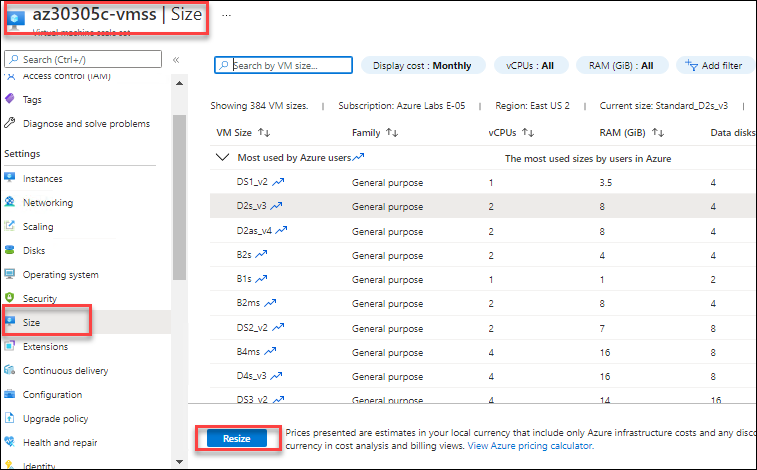 az30305c-vmss | Size ...
Virtual machine scale set
Search (Ctrl+/) «
Access control (IAM)
Tags
Diagnose and solve problems
Settings
Instances
Networking
Scaling
Disks
Operating system
Security
Size
Extensions
Continuous delivery
Configuration
Upgrade policy
Health and repair
Identity
Search by VM size... Display cost : Monthly vCPUs : All RAM (GiB) : All Add filter
Showing 384 VM sizes. | Subscription: Azure Labs E-05 | Region: East US 2 | Current size: Standard_D2s_v3 |
VM Size ↑↓ Family ↑↓ vCPUs ↑↓ RAM (GiB) ↑↓ Data disks
Most used by Azure users The most used sizes by users in Azure
DS1_v2 General purpose 1 3.5 4
D2s_v3 General purpose 2 8 4
D2as_v4 General purpose 2 8 4
B2s General purpose 2 4 4
B1s General purpose 1 1 2
B2ms General purpose 2 8 4
DS2_v2 General purpose 2 7 8
B4ms General purpose 4 16 8
D4s_v3 General purpose 4 16 8
DS3_v2 General purpose 4 14 16
Resize
Prices presented are estimates in your local currency that include only Azure infrastructure costs and any disco
currency in cost analysis and billing views. View Azure pricing calculator.